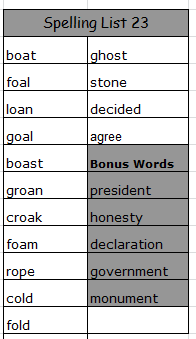 Spelling List 23
boat ghost
foal stone
loan decided
goal agree
boast Bonus Words
groan president
croak honesty
foam declaration
rope government
cold monument
fold